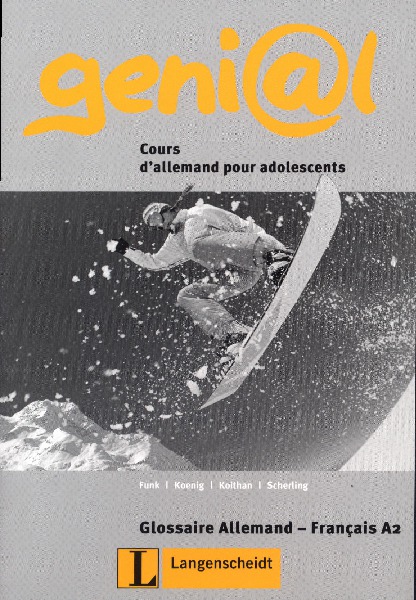 geni@l
Cours
d'allemand pour adolescents
Funk | Koenig | Koithan | Scherling
Glossaire Allemand – Français A2
L Langenscheidt